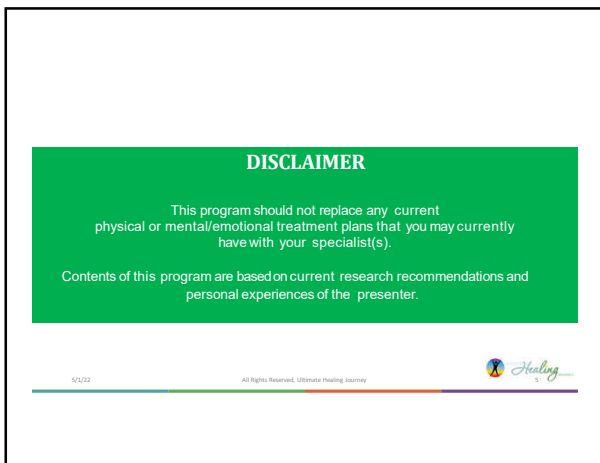 DISCLAIMER
This program should not replace any current
physical or mental/emotional treatment plans that you may currently
have with your specialist(s).
Contents of this program are based on current research recommendations and
personal experiences of the presenter.
5/1/22
All Rights Reserved, Ultimate Healing Journey
Healing
5